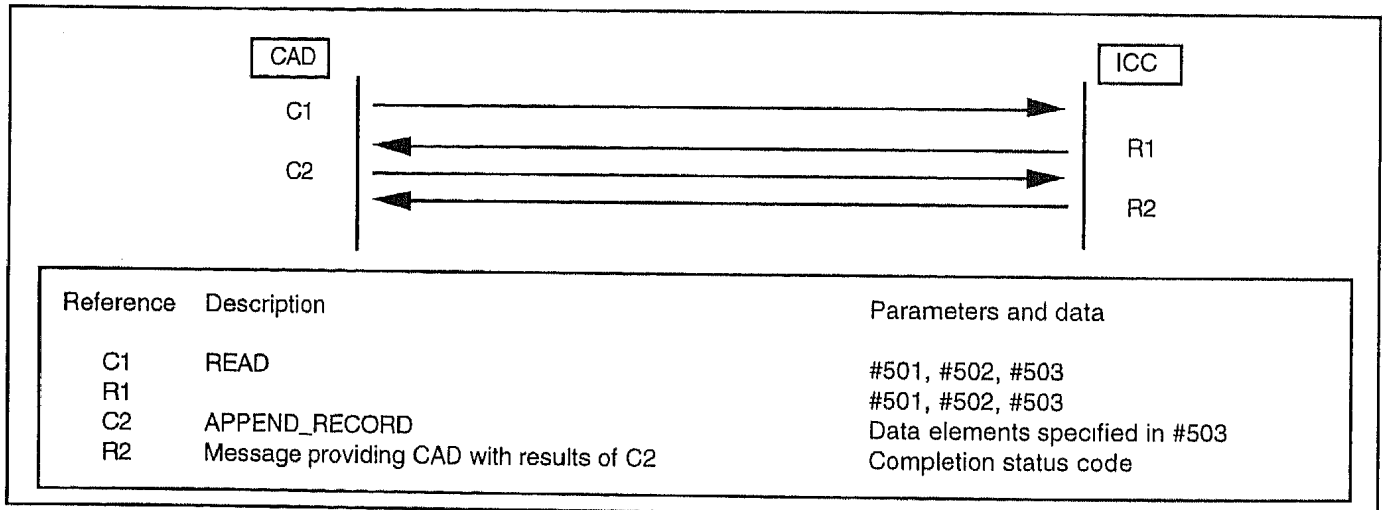 CAD ICC
C1
R1
C2
R2
Reference Description Parameters and data
C1 READ #501, #502, #503
R1 #501, #502, #503
C2 APPEND_RECORD Data elements specified in #503
R2 Message providing CAD with results of C2 Completion status code